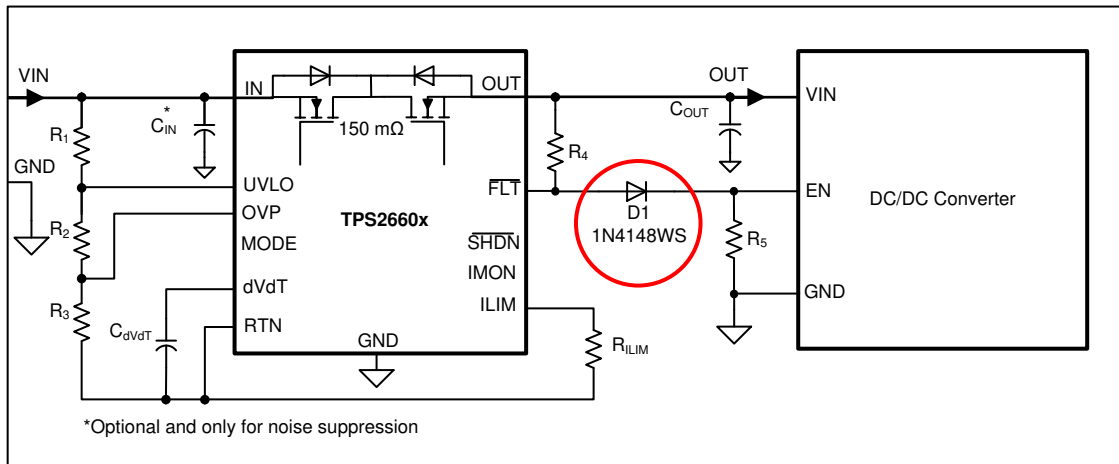 VIN
GND
R1
R2
R3
*
CIN
IN
OUT
150 mΩ
UVLO
OVP
MODE
dVdT
RTN
TPS2660x
FLT
SHDN
IMON
ILIM
GND
CdVdT
RILIM
R4
D1
1N4148WS
OUT
COUT
R5
VIN
EN
GND
DC/DC Converter
*Optional and only for noise suppression